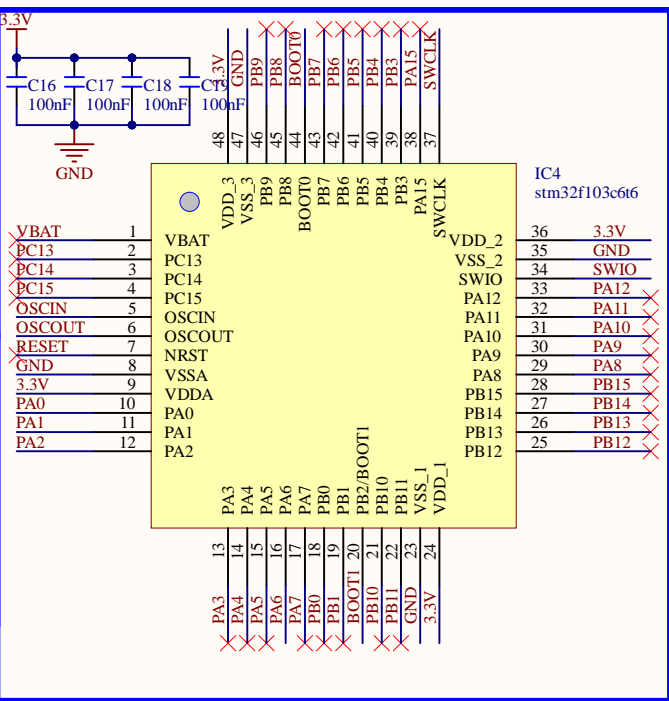 3.3V
C16
100nF
C17
100nF
C18
100nF
C19
100nF
GND
3.3V
GND
PB9
PB8
BOOT0
PB7
PB6
PB5
PB4
PB3
PA15
SWCLK
48
47
46
45
44
43
42
41
40
39
38
37
VDD_3
VSS_3
PB9
PB8
BOOT0
PB7
PB6
PB5
PB4
PB3
PA15
SWCLK
IC4
stm32f103c6t6
VBAT 1 VBAT
PC13 2 PC13
PC14 3 PC14
PC15 4 PC15
OSCIN 5 OSCIN
OSCOUT 6 OSCOUT
RESET 7 NRST
GND 8 VSSA
3.3V 9 VDDA
PA0 10 PA0
PA1 11 PA1
PA2 12 PA2
VDD_2 36 3.3V
VSS_2 35 GND
SWIO 34 SWIO
PA12 33 PA12
PA11 32 PA11
PA10 31 PA10
PA9 30 PA9
PA8 29 PA8
PB15 28 PB15
PB14 27 PB14
PB13 26 PB13
PB12 25 PB12
PA3
PA4
PA5
PA6
PA7
PB0
PB1
PB2/BOOT1
PB10
PB11
VSS_1
VDD_1
13
14
15
16
17
18
19
20
21
22
23
24
PA3
PA4
PA5
PA6
PA7
PB0
PB1
BOOT1
PB10
PB11
GND
3.3V